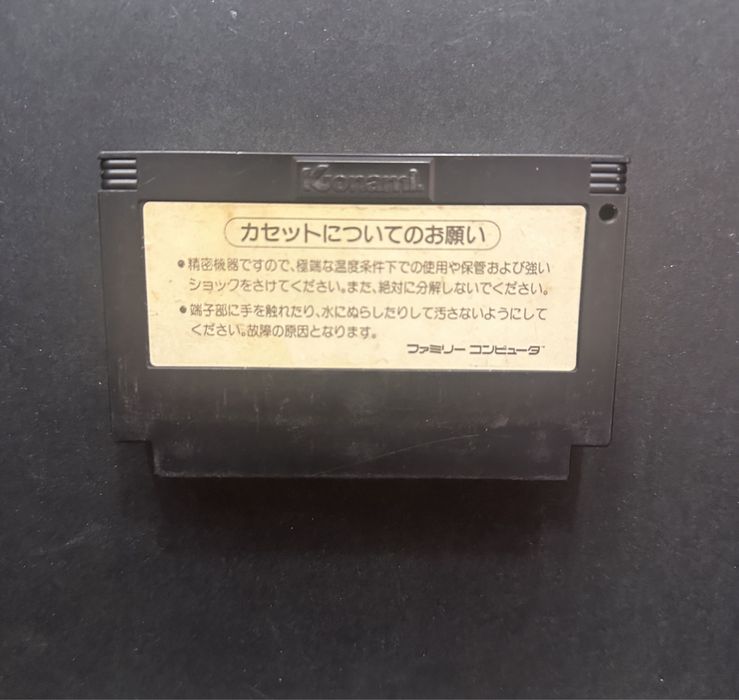 Konami
カセットについてのお願い
●精密機器ですので、極端な温度条件下での使用や保管および強い
ショックをさけてください。また、絶対に分解しないでください。
●端子部に手を触れたり、水にぬらしたりして汚さないようにして
ください。故障の原因となります。
ファミリーコンピュータ™